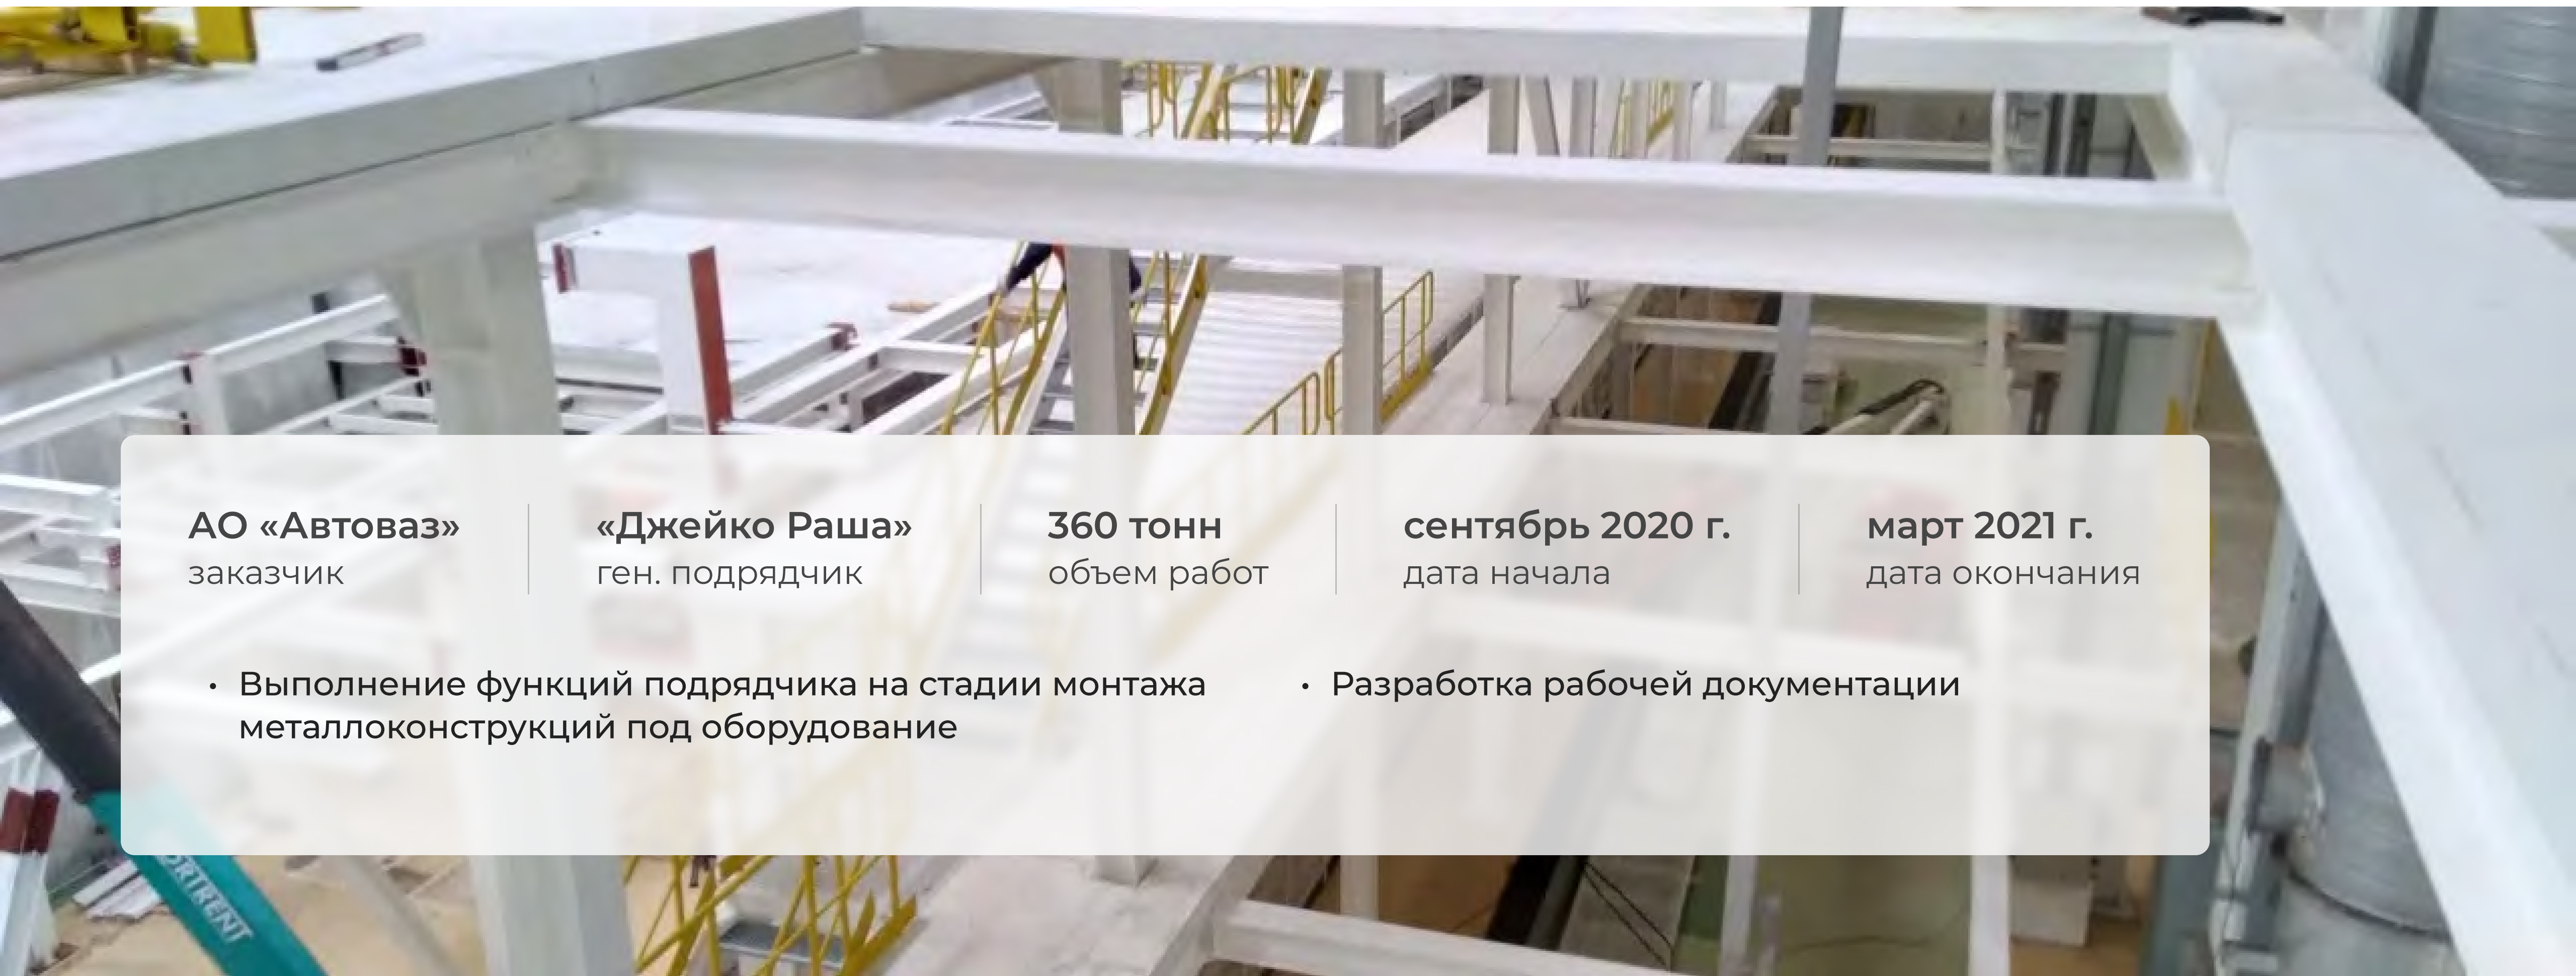 АО «Автоваз»
заказчик
«Джейко Раша»
ген. подрядчик
360 тонн
объем работ
сентябрь 2020 г.
дата начала
март 2021 г.
дата окончания
• Выполнение функций подрядчика на стадии монтажа
металлоконструкций под оборудование
• Разработка рабочей документации
ORTRENT